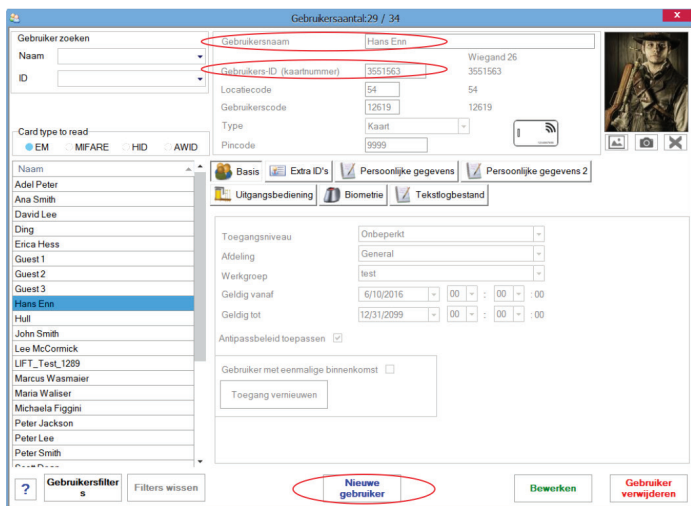 Gebruikersaantal:29 / 34
x
Gebruiker zoeken
Naam
ID
Card type to read
EM MIFARE HID AWID
Gebruikersnaam Hans Enn
Wiegand 26
Gebruikers-ID (kaartnummer) 3551563 3551563
Locatiecode 54 54
Gebruikerscode 12619 12619
Type Kaart
Pincode 9999
Naam
Adel Peter
Ana Smith
David Lee
Ding
Erica Hess
Guest 1
Guest 2
Guest 3
Hans Enn
Hull
John Smith
Lee McCormick
LIFT_Test_1289
Marcus Wasmaier
Maria Waliser
Michaela Figgini
Peter Jackson
Peter Lee
Peter Smith
Basis Extra ID's Persoonlijke gegevens Persoonlijke gegevens 2
Uitgangsbediening Biometrie Tekstlogbestand
Toegangsniveau Onbeperkt
Afdeling General
Werkgroep test
Geldig vanaf 6/10/2016 00 : 00 :00
Geldig tot 12/31/2099 00 : 00 :00
Antipassbeleid toepassen
Gebruiker met eenmalige binnenkomst
Toegang vernieuwen
?
Gebruikersfilter
s
Filters wissen
Nieuwe
gebruiker
Bewerken
Gebruiker
verwijderen